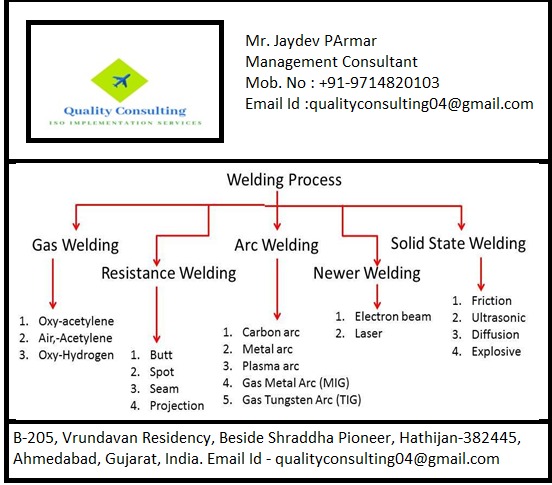 Quality Consulting
ISO IMPLEMENTATION SERVICES
Mr. Jaydev PArmar
Management Consultant
Mob. No : +91-9714820103
Email Id :qualityconsulting04@gmail.com
Welding Process
Gas Welding
1. Oxy-acetylene
2. Air,-Acetylene
3. Oxy-Hydrogen
Resistance Welding
1. Butt
2. Spot
3. Seam
4. Projection
Arc Welding
1. Carbon arc
2. Metal arc
3. Plasma arc
4. Gas Metal Arc (MIG)
5. Gas Tungsten Arc (TIG)
Newer Welding
1. Electron beam
2. Laser
Solid State Welding
1. Friction
2. Ultrasonic
3. Diffusion
4. Explosive
B-205, Vrundavan Residency, Beside Shraddha Pioneer, Hathijan-382445,
Ahmedabad, Gujarat, India. Email Id - qualityconsulting04@gmail.com